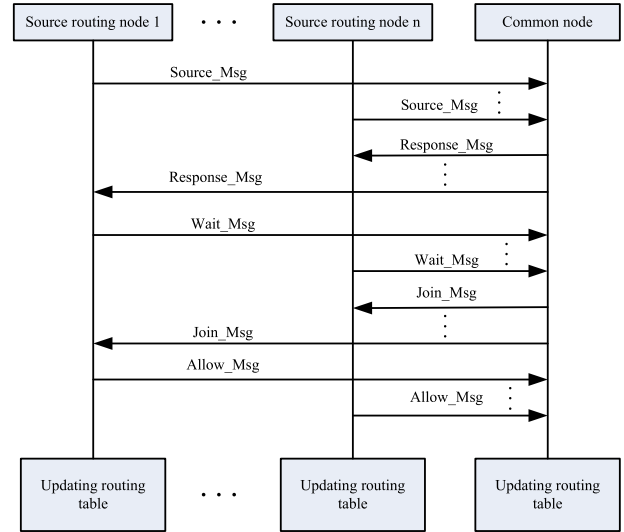 Source routing node 1
. . .
Source routing node n
Common node
Source_Msg
Source_Msg
Response_Msg
Response_Msg
Wait_Msg
Wait_Msg
Join_Msg
Join_Msg
Allow_Msg
Allow_Msg
Updating routing
table
. . .
Updating routing
table
Updating routing
table